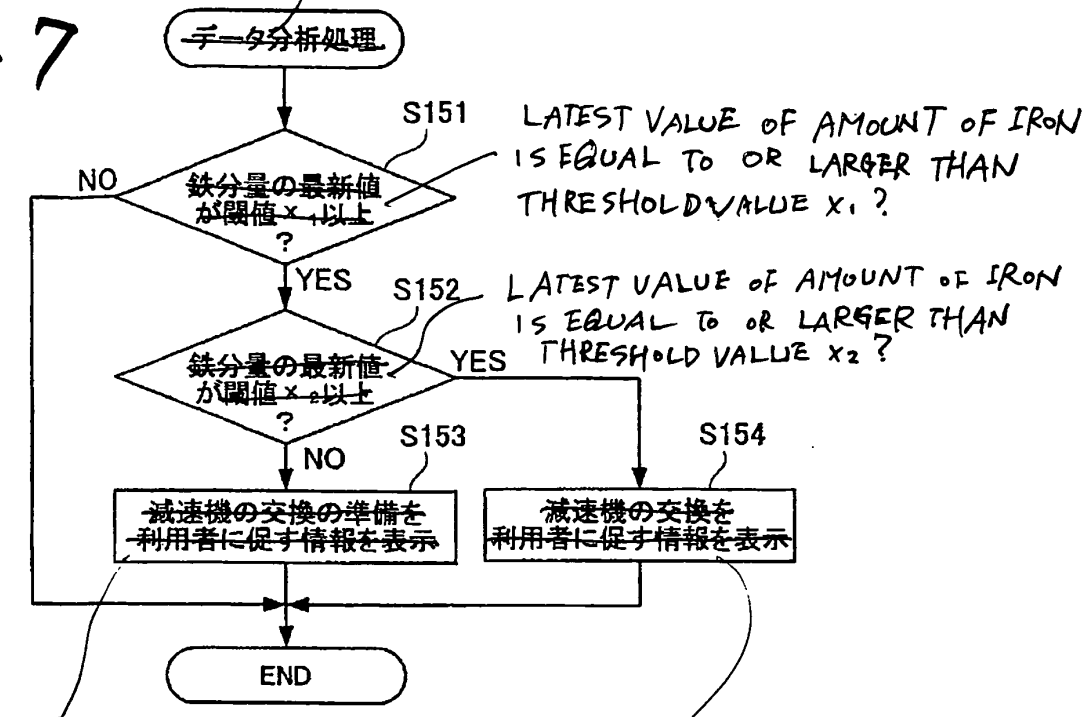 7
データ分析処理
S151
LATEST VALUE OF AMOUNT OF IRON
IS EQUAL TO OR LARGER THAN
THRESHOLD VALUE x₁?
NO
鉄分量の最新値
が閾値×₁以上
?
YES
S152
LATEST VALUE OF AMOUNT OF IRON
IS EQUAL TO OR LARGER THAN
THRESHOLD VALUE x₂?
鉄分量の最新値
が閾値×₂以上
?
YES
NO
S153
減速機の交換の準備を
利用者に促す情報を表示
S154
減速機の交換を
利用者に促す情報を表示
END